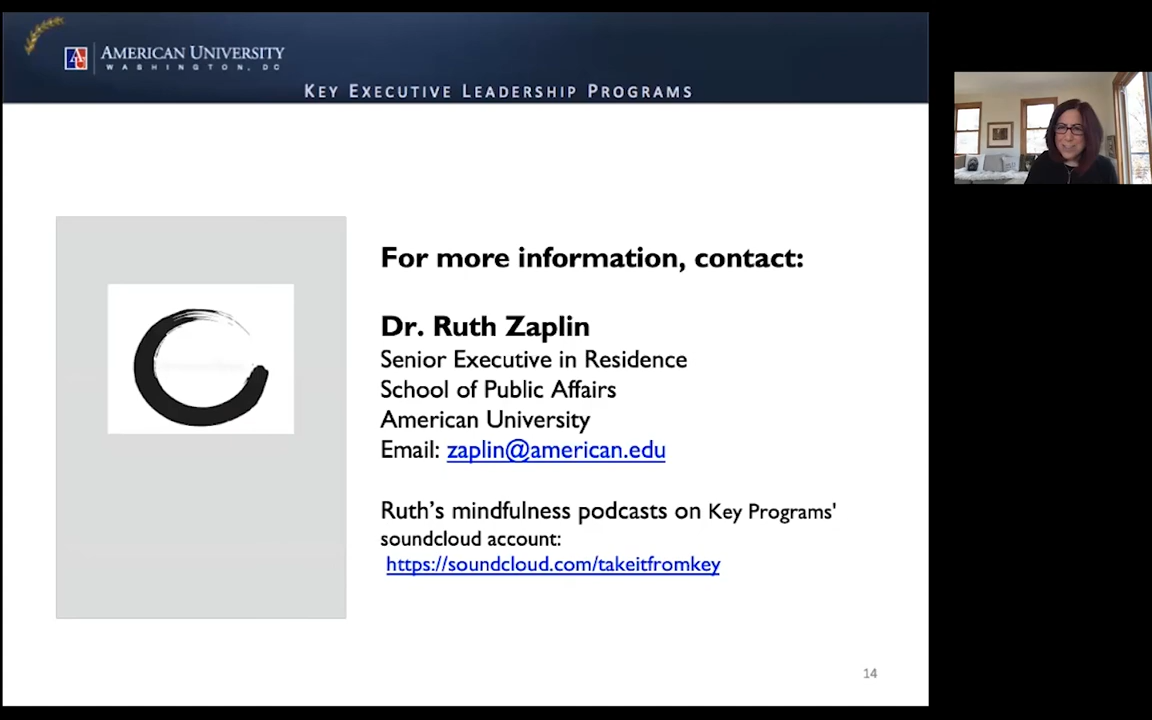 AMERICAN UNIVERSITY
WASHINGTON, DC
KEY EXECUTIVE LEADERSHIP PROGRAMS
For more information, contact:
Dr. Ruth Zaplin
Senior Executive in Residence
School of Public Affairs
American University
Email: zaplin@american.edu
Ruth's mindfulness podcasts on Key Programs'
soundcloud account:
https://soundcloud.com/takeitfromkey
14